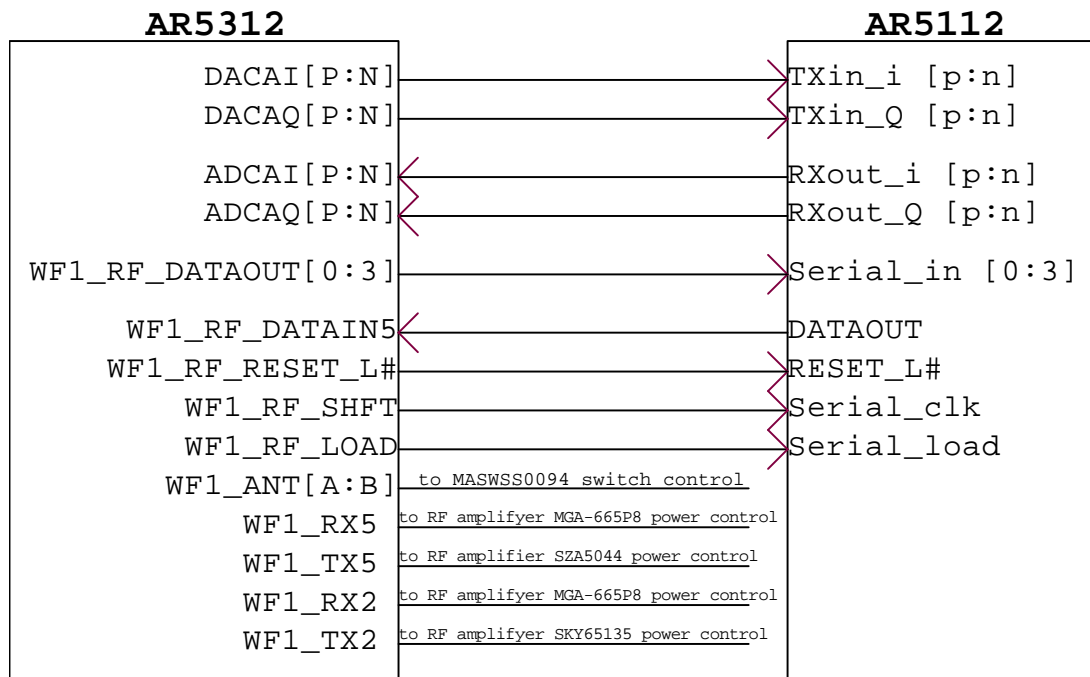 AR5312 AR5112
DACAI[P:N] TXin_i [p:n]
DACAQ[P:N] TXin_Q [p:n]
ADCAI[P:N] RXout_i [p:n]
ADCAQ[P:N] RXout_Q [p:n]
WF1_RF_DATAOUT[0:3] Serial_in [0:3]
WF1_RF_DATAIN5 DATAOUT
WF1_RF_RESET_L# RESET_L#
WF1_RF_SHFT Serial_clk
WF1_RF_LOAD Serial_load
WF1_ANT[A:B] to MASWSS0094 switch control
WF1_RX5 to RF amplifyer MGA-665P8 power control
WF1_TX5 to RF amplifier SZA5044 power control
WF1_RX2 to RF amplifyer MGA-665P8 power control
WF1_TX2 to RF amplifyer SKY65135 power control